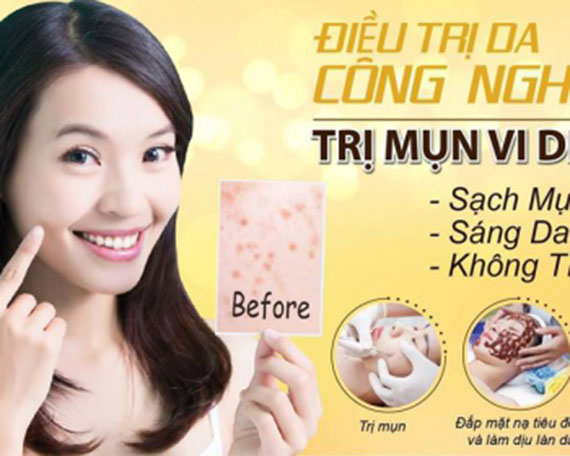 ĐIỀU TRỊ DA
CÔNG NGH
TRỊ MỤN VI
- Sạch
- Sáng Da
- Không
Before
Trị mụn
Đắp mặt nạ tiêu
và làm dịu làn da